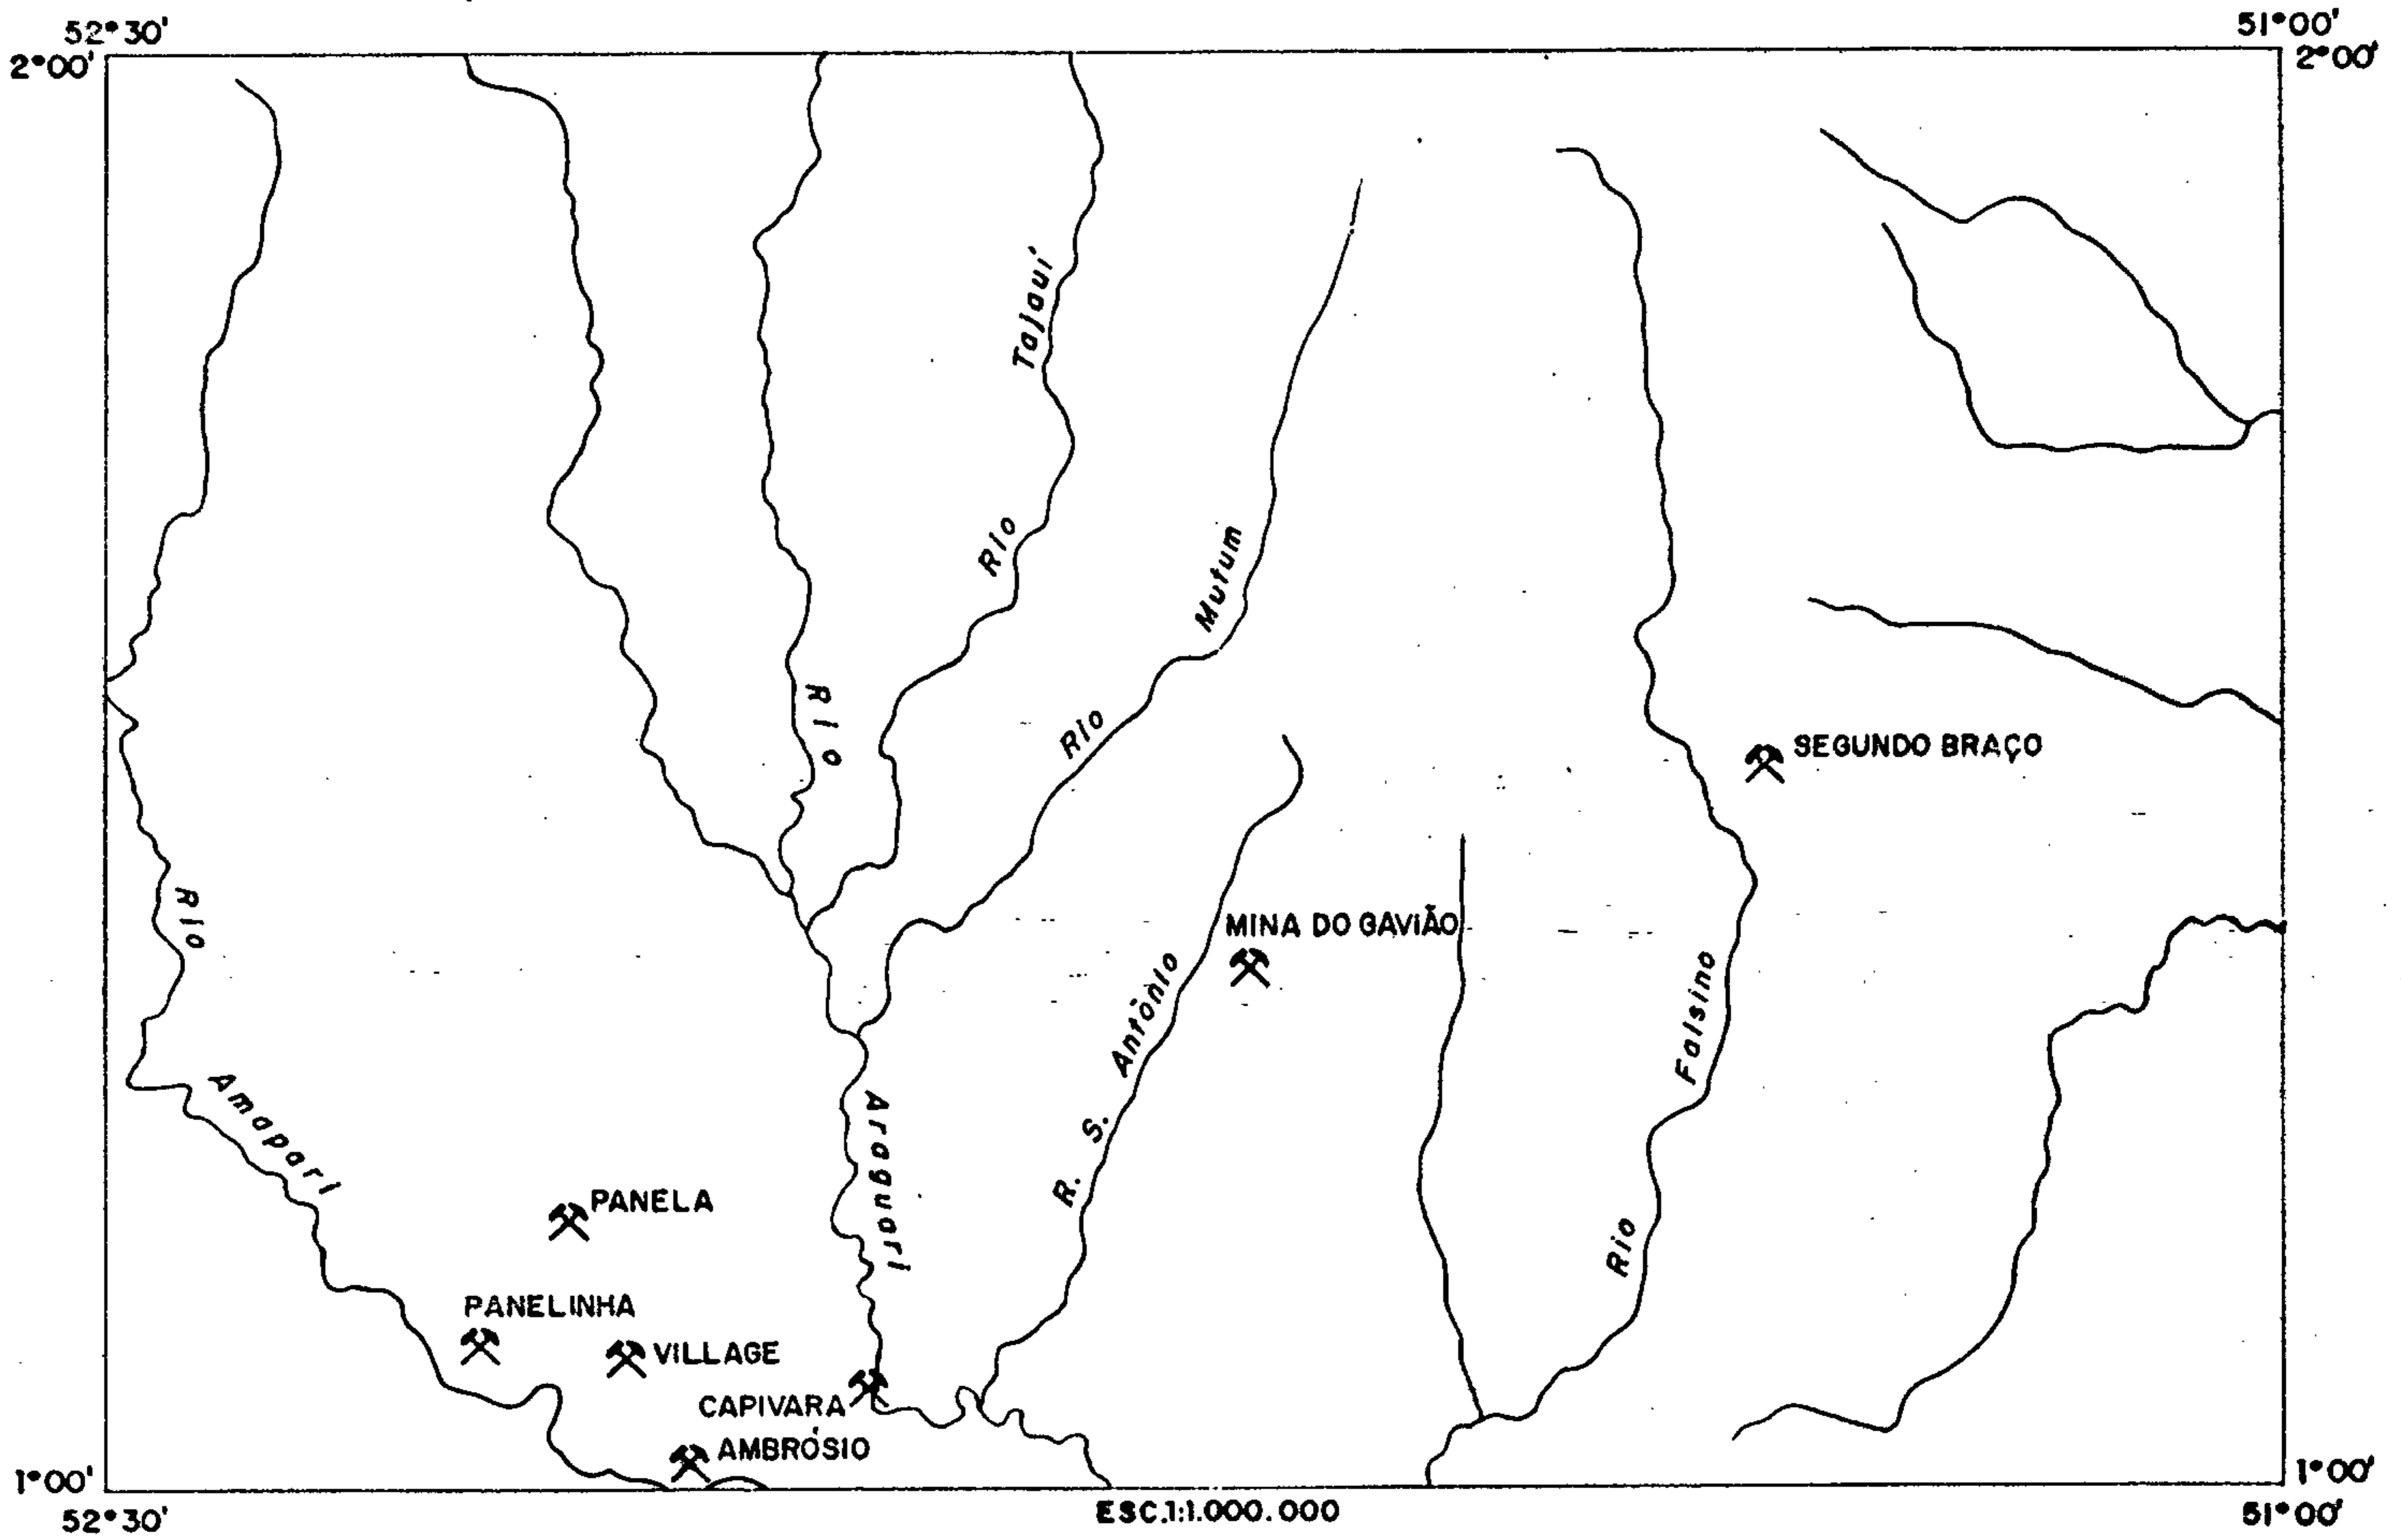 52°30'
51°00'
2°00'
2°00'
Rio Tajauí
Rio Mutum
Rio Araguari
SEGUNDO BRAÇO
Rio Amapari
MINA DO GAVIÃO
R. S. Antônio
Rio Falsino
PANELA
PANELINHA
VILLAGE
CAPIVARA
AMBRÓSIO
1°00'
1°00'
52°30'
ESC.1:1.000.000
51°00'